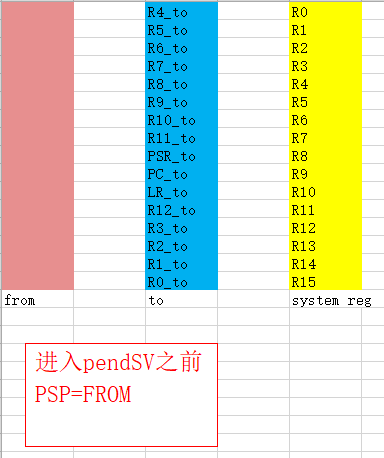 R4_to R0
R5_to R1
R6_to R2
R7_to R3
R8_to R4
R9_to R5
R10_to R6
R11_to R7
PSR_to R8
PC_to R9
LR_to R10
R12_to R11
R3_to R12
R2_to R13
R1_to R14
R0_to R15
from to system reg
进入pendSV之前
PSP=FROM